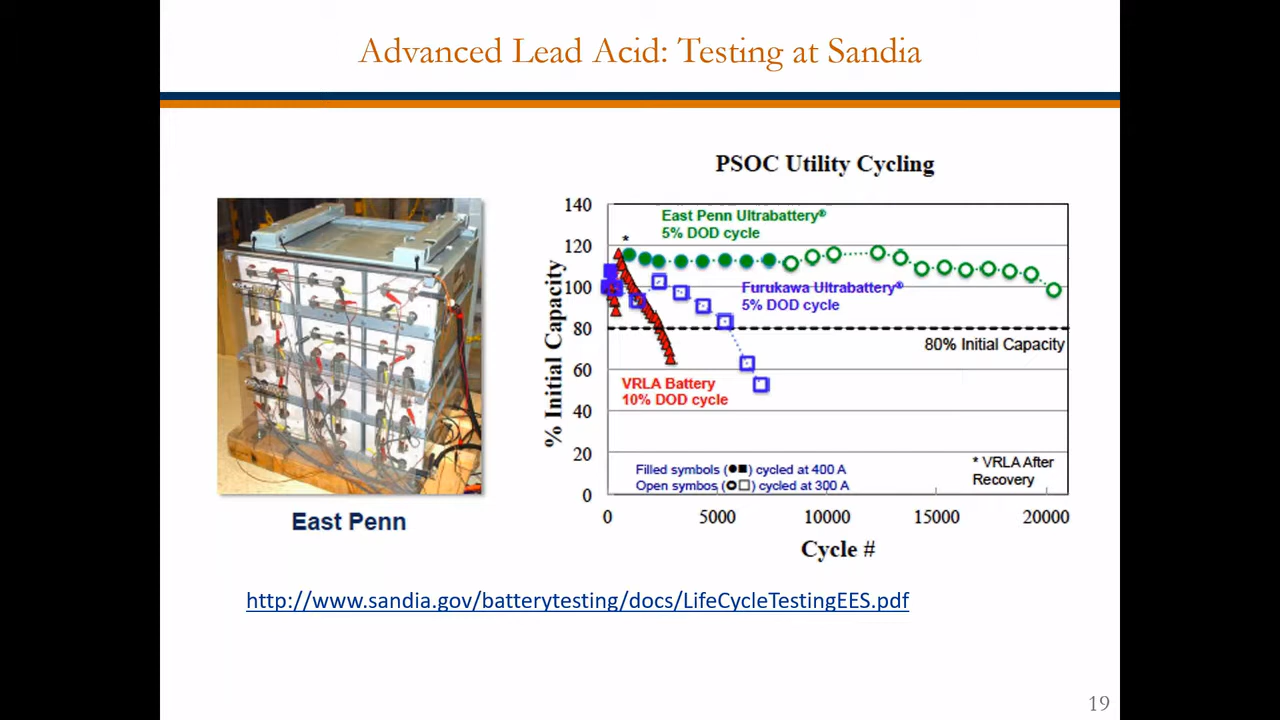 Advanced Lead Acid: Testing at Sandia
PSOC Utility Cycling
% Initial Capacity
140
120
100
80
60
40
20
0
East Penn Ultrabattery®
5% DOD cycle
*
Furukawa Ultrabattery®
5% DOD cycle
80% Initial Capacity
VRLA Battery
10% DOD cycle
Filled symbols (●■) cycled at 400 A
Open symbos (○□) cycled at 300 A
* VRLA After
Recovery
0 5000 10000 15000 20000
Cycle #
East Penn
http://www.sandia.gov/batterytesting/docs/LifeCycleTestingEES.pdf
19